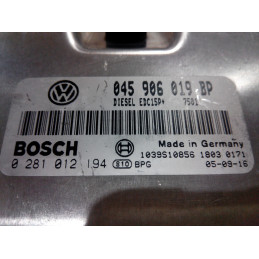 045 906 019 BP
DIESEL EDC15P+ 7501
BOSCH Made in Germany
1039S10856 1803 0171
0 281 012 194 S10 BPG 05-09-16